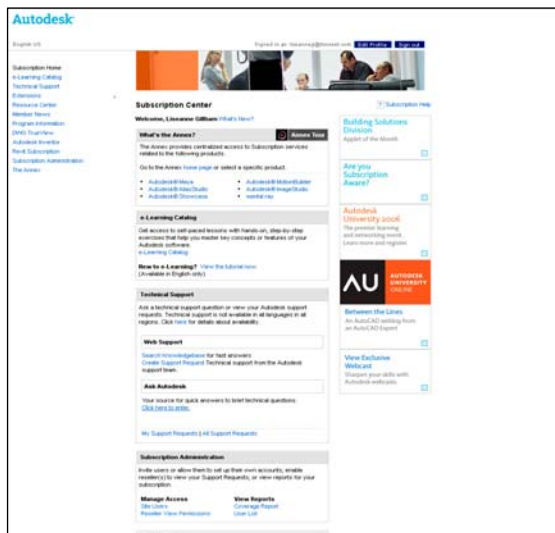 Autodesk
English US
Signed in as Edit Profile Sign out
Subscription Home
e-Learning Catalog
Technical Support
Extensions
Resource Center
Member News
Program Information
DWG TrueView
Autodesk Inventor
Revit Subscription
Subscription Administration
The Annex
Subscription Center
Subscription Help
Welcome, Liseanne Gilliam What's New?
What's the Annex?
Annex Tour
The Annex provides centralized access to Subscription services
related to the following products.
Go to the Annex home page or select a specific product.
• Autodesk® Maya
• Autodesk® AliasStudio
• Autodesk® Showcase
• Autodesk® MotionBuilder
• Autodesk® ImageStudio
• mental ray
e-Learning Catalog
Get access to self-paced lessons with hands-on, step-by-step
exercises that help you master key concepts or features of your
Autodesk software.
e-Learning Catalog
New to e-Learning? View the tutorial now
(Available in English only)
Technical Support
Ask a technical support question or view your Autodesk support
requests. Technical support is not available in all languages in all
regions. Click here for details about availability.
Web Support
Search knowledgebase for fast answers
Create Support Request Technical support from the Autodesk
support team.
Ask Autodesk
Your source for quick answers to brief technical questions.
Click here to enter.
My Support Requests | All Support Requests
Subscription Administration
Invite users or allow them to set up their own accounts, enable
reseller(s) to view your Support Requests, or view reports for your
subscription.
Manage Access
Site Users
Reseller View Permissions
View Reports
Coverage Report
User List
Building Solutions
Division
Applet of the Month
Are you
Subscription
Aware?
Autodesk
University 2006
The premier learning
and networking event.
Learn more and register.
AU AUTODESK
UNIVERSITY
ONLINE
Between the Lines
An AutoCAD weblog from
an AutoCAD Expert
View Exclusive
Webcast
Sharpen your skills with
Autodesk webcasts